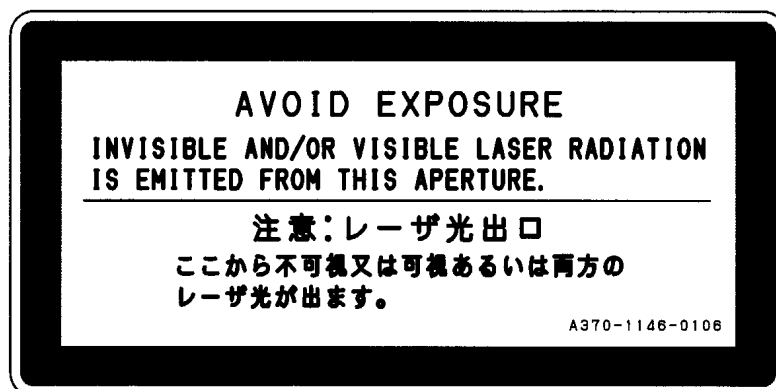 AVOID EXPOSURE
INVISIBLE AND/OR VISIBLE LASER RADIATION
IS EMITTED FROM THIS APERTURE.
注意:レーザ光出口
ここから不可視又は可視あるいは両方の
レーザ光が出ます。
A370-1146-0106